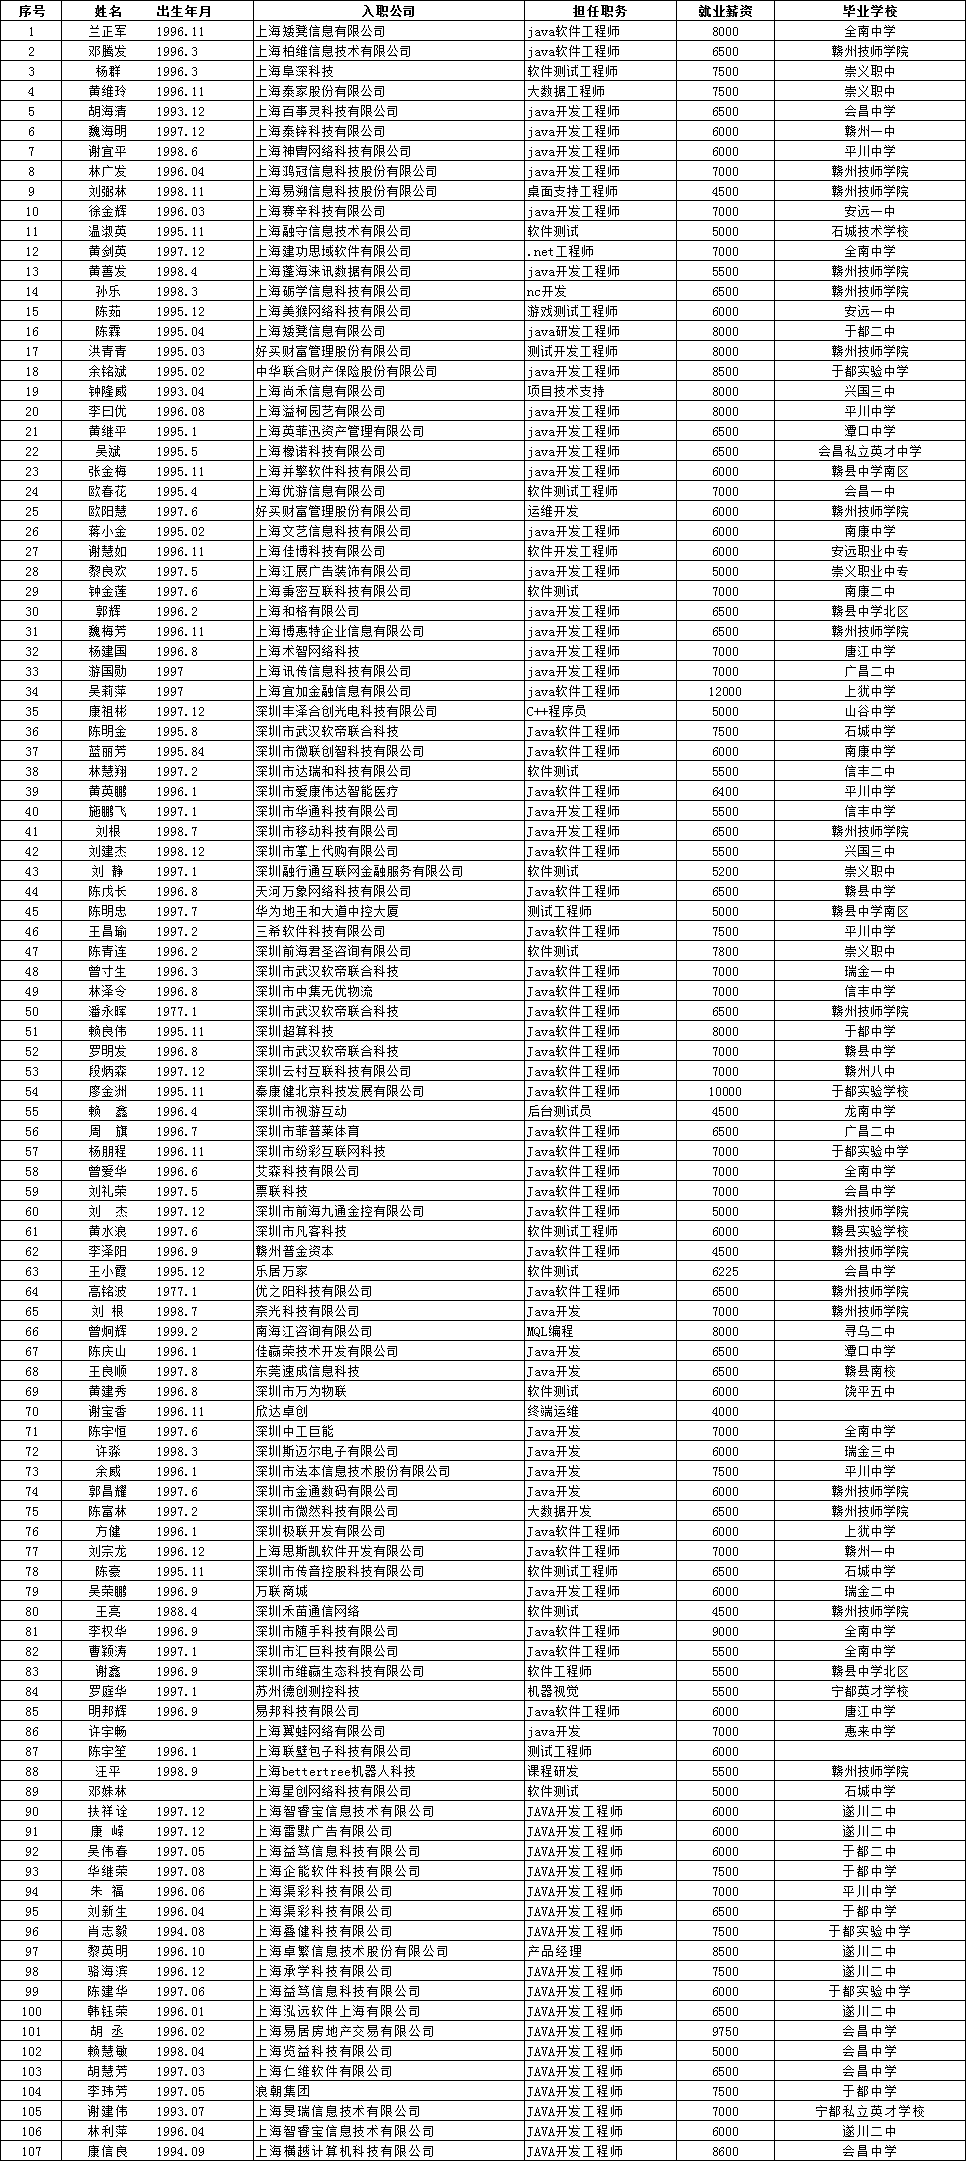 序号 姓名 出生年月 入职公司 担任职务 就业薪资 毕业学校
1 兰正军 1996.11 上海矮凳信息有限公司 java软件工程师 8000 全南中学
2 邓腾发 1996.3 上海柏维信息技术有限公司 java软件工程师 6500 赣州技师学院
3 杨群 1996.3 上海阜深科技 软件测试工程师 7500 崇义职中
4 黄维玲 1996.11 上海泰家股份有限公司 大数据工程师 7500 崇义职中
5 胡海清 1993.12 上海百事灵科技有限公司 java开发工程师 6500 会昌中学
6 魏海明 1997.12 上海泰锌科技有限公司 java开发工程师 6000 赣州一中
7 谢宜平 1998.6 上海神胄网络科技有限公司 java开发工程师 6000 平川中学
8 林广发 1996.04 上海鸿冠信息科技股份有限公司 java开发工程师 7000 赣州技师学院
9 刘弼林 1998.11 上海易溯信息科技股份有限公司 桌面支持工程师 4500 赣州技师学院
10 徐金辉 1996.03 上海赛辛科技有限公司 java开发工程师 7000 安远一中
11 温淑英 1995.11 上海融守信息技术有限公司 软件测试 5000 石城技术学校
12 黄剑英 1997.12 上海建功思域软件有限公司 .net工程师 7000 全南中学
13 黄善发 1998.4 上海蓬海涞讯数据有限公司 java开发工程师 5500 赣州技师学院
14 孙乐 1998.3 上海砺学信息科技有限公司 nc开发 6500 赣州技师学院
15 陈茹 1995.12 上海美猴网络科技有限公司 游戏测试工程师 6000 安远一中
16 陈霖 1995.04 上海矮凳信息有限公司 java研发工程师 8000 于都二中
17 洪青青 1995.03 好买财富管理股份有限公司 测试开发工程师 8000 赣州技师学院
18 余铭斌 1995.02 中华联合财产保险股份有限公司 java开发工程师 8500 于都实验中学
19 钟隆威 1993.04 上海尚禾信息有限公司 项目技术支持 8000 兴国三中
20 李曰优 1996.08 上海溢柯园艺有限公司 java开发工程师 6500 平川中学
21 黄继平 1995.1 上海英菲迅资产管理有限公司 java开发工程师 6500 潭口中学
22 吴斌 1995.5 上海檬诺科技有限公司 java开发工程师 6500 会昌私立英才中学
23 张金梅 1995.11 上海并擎软件科技有限公司 java开发工程师 6000 赣县中学南区
24 欧春花 1995.4 上海优游信息有限公司 软件测试工程师 7000 会昌一中
25 欧阳慧 1997.6 好买财富管理股份有限公司 运维开发 6000 赣州技师学院
26 蒋小金 1995.02 上海文艺信息科技有限公司 java开发工程师 6000 南康中学
27 谢慧如 1996.11 上海佳博科技有限公司 软件开发工程师 6000 安远职业中专
28 黎良欢 1997.5 上海江展广告装饰有限公司 java开发工程师 5000 崇义职业中专
29 钟金莲 1997.6 上海秉密互联科技有限公司 软件测试 7000 南康二中
30 郭辉 1996.2 上海和格有限公司 java开发工程师 6500 赣县中学北区
31 魏梅芳 1996.11 上海博惠特企业信息有限公司 java开发工程师 6500 赣州技师学院
32 杨建国 1996.8 上海术智网络科技 java开发工程师 7000 唐江中学
33 游国勋 1997 上海讯传信息科技有限公司 java开发工程师 7000 广昌二中
34 吴莉萍 1997 上海宜加金融信息有限公司 java软件工程师 12000 上犹中学
35 康祖彬 1997.12 深圳丰泽合创光电科技有限公司 C++程序员 5000 山谷中学
36 陈明金 1995.8 深圳市武汉软帝联合科技 Java软件工程师 7500 石城中学
37 蓝丽芳 1995.84 深圳市微联创智科技有限公司 Java软件工程师 6000 南康中学
38 林慧翔 1997.2 深圳市达瑞和科技有限公司 软件测试 5500 信丰二中
39 黄英鹏 1996.1 深圳市爱康伟达智能医疗 Java软件工程师 6400 平川中学
40 施鹏飞 1997.1 深圳市华通科技有限公司 Java开发工程师 5500 信丰中学
41 刘根 1998.7 深圳市移动科技有限公司 Java开发工程师 6500 赣州技师学院
42 刘建杰 1998.12 深圳市掌上代购有限公司 Java软件工程师 5500 兴国三中
43 刘 静 1997.1 深圳融行通互联网金融服务有限公司 软件测试 5200 崇义职中
44 陈戊长 1996.8 天河万象网络科技有限公司 Java软件工程师 6500 赣县中学
45 陈明忠 1997.7 华为地王和大道中控大厦 测试工程师 5000 赣县中学南区
46 王昌瑜 1997.2 三希软件科技有限公司 Java软件工程师 7500 平川中学
47 陈青连 1996.2 深圳前海君圣咨询有限公司 软件测试 7800 崇义职中
48 曾寸生 1996.3 深圳市武汉软帝联合科技 Java软件工程师 7000 瑞金一中
49 林泽令 1996.8 深圳市中集无优物流 Java软件工程师 7000 信丰中学
50 潘永晖 1977.1 深圳市武汉软帝联合科技 Java软件工程师 6500 赣州技师学院
51 赖良伟 1995.11 深圳超算科技 Java软件工程师 8000 于都中学
52 罗明发 1996.8 深圳市武汉软帝联合科技 Java软件工程师 7000 赣县中学
53 段炳森 1997.12 深圳云村互联科技有限公司 Java软件工程师 7000 赣州八中
54 廖金洲 1995.11 秦康健北京科技发展有限公司 Java软件工程师 10000 于都实验学校
55 赖 鑫 1996.4 深圳市视游互动 后台测试员 4500 龙南中学
56 周 旗 1996.7 深圳市菲普莱体育 Java软件工程师 6500 广昌二中
57 杨朋程 1996.11 深圳市纷彩互联网科技 Java软件工程师 7000 于都实验中学
58 曾爱华 1996.6 艾森科技有限公司 Java软件工程师 7000 全南中学
59 刘礼荣 1997.5 票联科技 Java软件工程师 7000 会昌中学
60 刘 杰 1997.12 深圳市前海九通金控有限公司 Java软件工程师 5000 赣州技师学院
61 黄水浪 1997.6 深圳市凡客科技 软件测试工程师 6000 赣县实验学校
62 李泽阳 1996.9 赣州普金资本 Java软件工程师 4500 赣州技师学院
63 王小霞 1995.12 乐居万家 软件测试 6225 会昌中学
64 高铭波 1977.1 优之阳科技有限公司 Java软件工程师 6500 赣州技师学院
65 刘 根 1998.7 奈光科技有限公司 Java开发 7000 赣州技师学院
66 曾炯辉 1999.2 南海江咨询有限公司 MQL编程 8000 寻乌二中
67 陈庆山 1996.1 佳赢荣技术开发有限公司 Java开发 6500 潭口中学
68 王良顺 1997.8 东莞速成信息科技 Java开发 6500 赣县南校
69 黄建秀 1996.8 深圳市万为物联 软件测试 6000 饶平五中
70 谢宝香 1996.11 欣达卓创 终端运维 4000
71 陈宇恒 1997.6 深圳中工巨能 Java开发 7000 全南中学
72 许淼 1998.3 深圳斯迈尔电子有限公司 Java开发 6000 瑞金三中
73 余威 1996.1 深圳市法本信息技术股份有限公司 Java开发 7500 平川中学
74 郭昌耀 1997.6 深圳市金通数码有限公司 Java开发 6000 赣州技师学院
75 陈富林 1997.2 深圳市微然科技有限公司 大数据开发 6500 赣州技师学院
76 方健 1996.1 深圳极联开发有限公司 Java软件工程师 6000 上犹中学
77 刘宗龙 1996.12 上海思斯凯软件开发有限公司 Java软件工程师 7000 赣州一中
78 陈豪 1995.11 深圳市传音控股科技有限公司 软件测试工程师 6500 石城中学
79 吴荣鹏 1996.9 万联商城 Java开发工程师 6000 瑞金二中
80 王亮 1988.4 深圳禾苗通信网络 软件测试 4500 赣州技师学院
81 李权华 1996.9 深圳市随手科技有限公司 Java软件工程师 9000 全南中学
82 曹颖涛 1997.1 深圳市汇巨科技有限公司 Java软件工程师 5500 全南中学
83 谢鑫 1996.9 深圳市维赢生态科技有限公司 软件工程师 5500 赣县中学北区
84 罗庭华 1997.1 苏州德创测控科技 机器视觉 5500 宁都英才学校
85 明邦辉 1996.9 易邦科技有限公司 Java软件工程师 6000 唐江中学
86 许宇畅 上海翼蛙网络有限公司 java开发 7000 惠来中学
87 陈宇笙 1996.1 上海联壁包子科技有限公司 测试工程师 6000
88 汪平 1998.9 上海bettertree机器人科技 课程研发 5500 赣州技师学院
89 邓姝林 上海星创网络科技有限公司 软件测试 5000 石城中学
90 扶祥诠 1997.12 上海智睿宝信息技术有限公司 JAVA开发工程师 6000 遂川二中
91 康 嵘 1997.12 上海雷默广告有限公司 JAVA开发工程师 6000 遂川二中
92 吴伟春 1997.05 上海益笃信息科技有限公司 JAVA开发工程师 6000 于都二中
93 华继荣 1997.08 上海企能软件科技有限公司 JAVA开发工程师 7500 于都中学
94 朱 福 1996.06 上海渠彩科技有限公司 JAVA开发工程师 7000 平川中学
95 刘新生 1996.04 上海渠彩科技有限公司 JAVA开发工程师 6500 于都中学
96 肖志毅 1994.08 上海叠健科技有限公司 JAVA开发工程师 7500 于都实验中学
97 黎英明 1996.10 上海卓繁信息技术股份有限公司 产品经理 8500 遂川二中
98 骆海滨 1996.12 上海承学科技有限公司 JAVA开发工程师 7500 遂川二中
99 陈建华 1997.06 上海益笃信息科技有限公司 JAVA开发工程师 6000 于都实验中学
100 韩钰荣 1996.01 上海泓远软件上海有限公司 JAVA开发工程师 6500 遂川二中
101 胡 丞 1996.02 上海易居房地产交易有限公司 JAVA开发工程师 9750 会昌中学
102 赖慧敏 1998.04 上海览益科技有限公司 JAVA开发工程师 5000 会昌中学
103 胡慧芳 1997.03 上海仁维软件有限公司 JAVA开发工程师 6500 会昌中学
104 李玮芳 1997.05 浪朝集团 JAVA开发工程师 7500 于都中学
105 谢建伟 1993.07 上海旻瑞信息技术有限公司 JAVA开发工程师 7000 宁都私立英才学校
106 林利萍 1996.04 上海智睿宝信息技术有限公司 JAVA开发工程师 6000 遂川二中
107 康信良 1994.09 上海横越计算机科技有限公司 JAVA开发工程师 8600 会昌中学